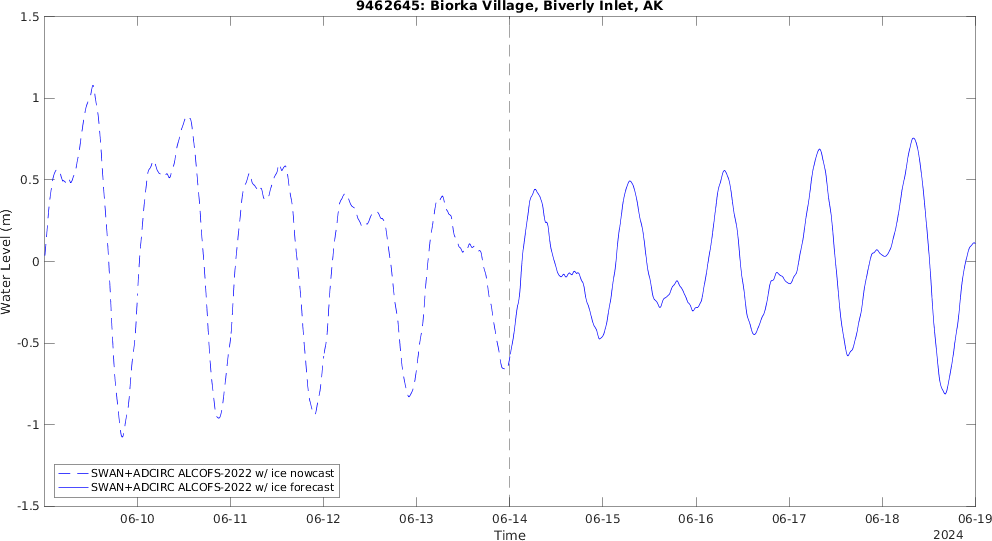 9462645: Biorka Village, Biverly Inlet, AK
1.5
1
0.5
0
-0.5
-1
-1.5
Water Level (m)
SWAN+ADCIRC ALCOFS-2022 w/ ice nowcast
SWAN+ADCIRC ALCOFS-2022 w/ ice forecast
06-10 06-11 06-12 06-13 06-14 06-15 06-16 06-17 06-18 06-19
Time
2024